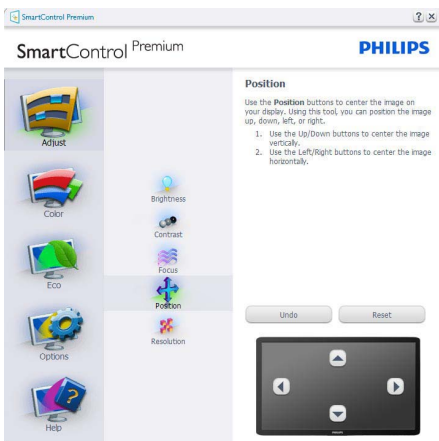 SmartControl Premium
SmartControl Premium
PHILIPS
Adjust
Color
Eco
Options
Help
Brightness
Contrast
Focus
Position
Resolution
Position
Use the Position buttons to center the image on
your display. Using this tool, you can position the image
up, down, left, or right.
1. Use the Up/Down buttons to center the image
vertically.
2. Use the Left/Right buttons to center the image
horizontally.
Undo
Reset
PHILIPS